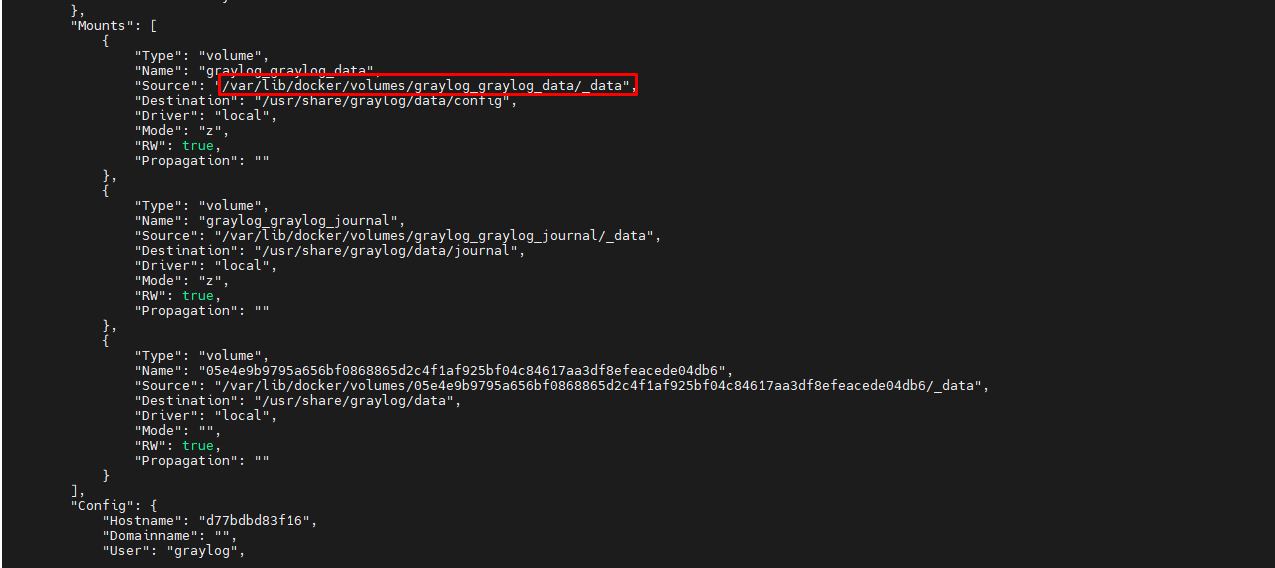 },
"Mounts": [
{
"Type": "volume",
"Name": "graylog_graylog_data",
"Source": "/var/lib/docker/volumes/graylog_graylog_data/_data",
"Destination": "/usr/share/graylog/data/config",
"Driver": "local",
"Mode": "z",
"RW": true,
"Propagation": ""
},
{
"Type": "volume",
"Name": "graylog_graylog_journal",
"Source": "/var/lib/docker/volumes/graylog_graylog_journal/_data",
"Destination": "/usr/share/graylog/data/journal",
"Driver": "local",
"Mode": "z",
"RW": true,
"Propagation": ""
},
{
"Type": "volume",
"Name": "05e4e9b9795a656bf0868865d2c4f1af925bf04c84617aa3df8efeacede04db6",
"Source": "/var/lib/docker/volumes/05e4e9b9795a656bf0868865d2c4f1af925bf04c84617aa3df8efeacede04db6/_data",
"Destination": "/usr/share/graylog/data",
"Driver": "local",
"Mode": "",
"RW": true,
"Propagation": ""
}
],
"Config": {
"Hostname": "d77bdbd83f16",
"Domainname": "",
"User": "graylog",